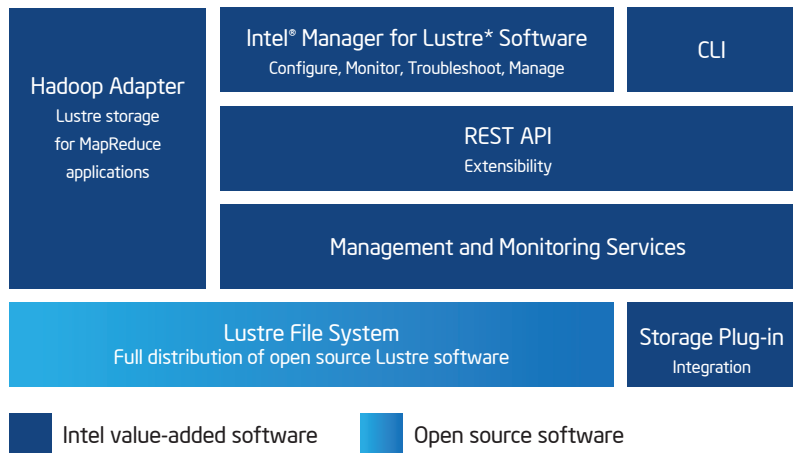 Hadoop Adapter
Lustre storage
for MapReduce
applications
Intel® Manager for Lustre* Software
Configure, Monitor, Troubleshoot, Manage
CLI
REST API
Extensibility
Management and Monitoring Services
Lustre File System
Full distribution of open source Lustre software
Storage Plug-in
Integration
Intel value-added software
Open source software